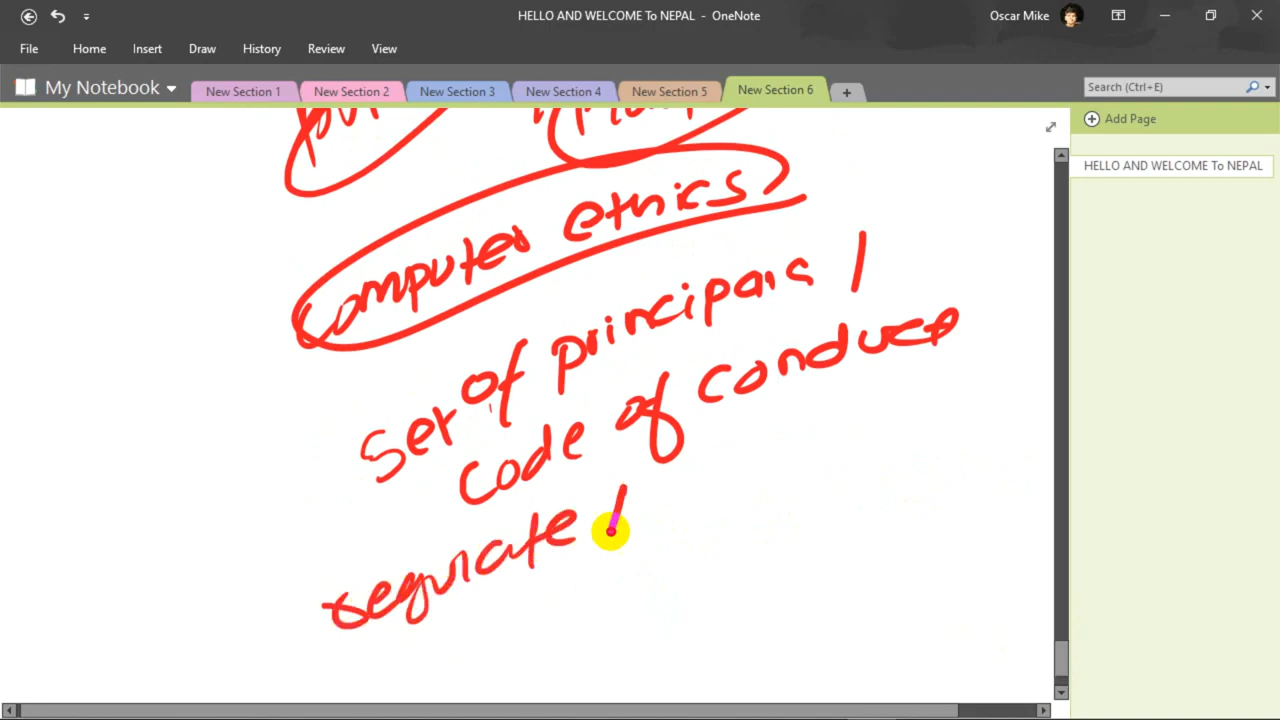 HELLO AND WELCOME To NEPAL - OneNote
Oscar Mike
File Home Insert Draw History Review View
My Notebook
New Section 1 New Section 2 New Section 3 New Section 4 New Section 5 New Section 6
Search (Ctrl+E)
Add Page
HELLO AND WELCOME To NEPAL
Computer ethics
Set of principals /
Code of conduct
regulate /